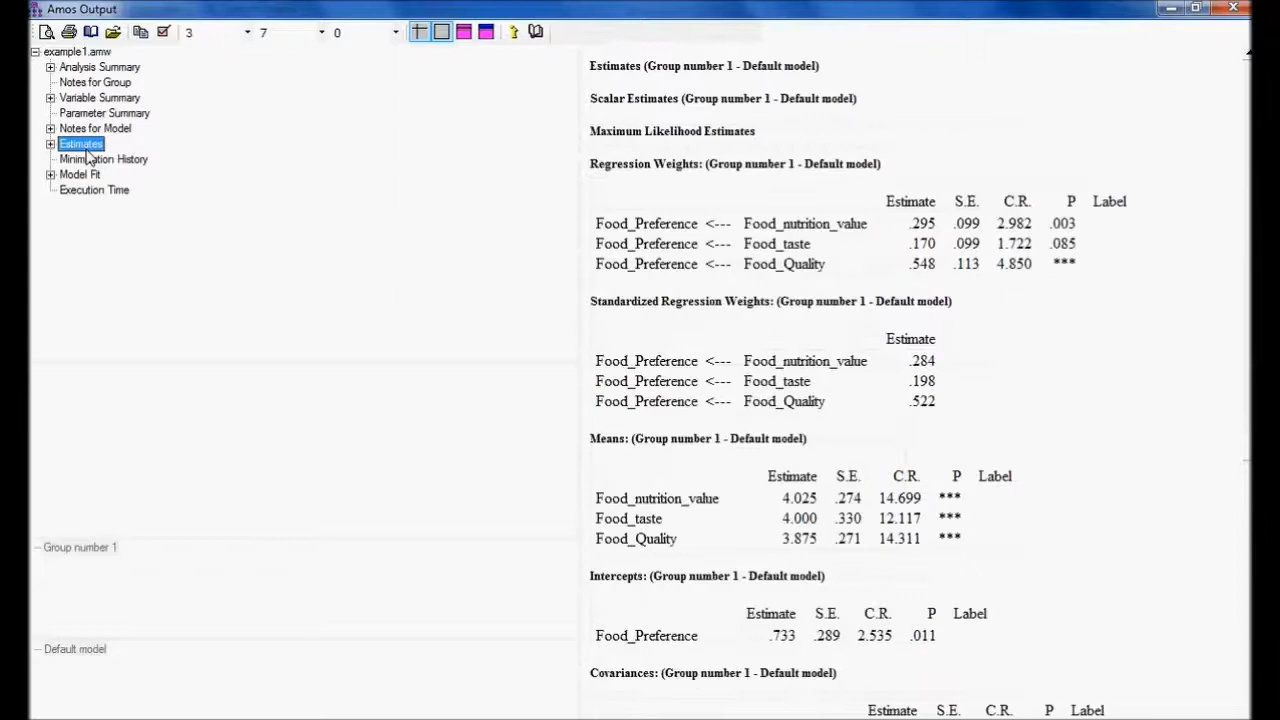 Amos Output
3 7 0
example1.amw
Analysis Summary
Notes for Group
Variable Summary
Parameter Summary
Notes for Model
Estimates
Minimization History
Model Fit
Execution Time
Group number 1
Default model
Estimates (Group number 1 - Default model)
Scalar Estimates (Group number 1 - Default model)
Maximum Likelihood Estimates
Regression Weights: (Group number 1 - Default model)
Estimate S.E. C.R. P Label
Food_Preference <--- Food_nutrition_value .295 .099 2.982 .003
Food_Preference <--- Food_taste .170 .099 1.722 .085
Food_Preference <--- Food_Quality .548 .113 4.850 ***
Standardized Regression Weights: (Group number 1 - Default model)
Estimate
Food_Preference <--- Food_nutrition_value .284
Food_Preference <--- Food_taste .198
Food_Preference <--- Food_Quality .522
Means: (Group number 1 - Default model)
Estimate S.E. C.R. P Label
Food_nutrition_value 4.025 .274 14.699 ***
Food_taste 4.000 .330 12.117 ***
Food_Quality 3.875 .271 14.311 ***
Intercepts: (Group number 1 - Default model)
Estimate S.E. C.R. P Label
Food_Preference .733 .289 2.535 .011
Covariances: (Group number 1 - Default model)
Estimate S.E. C.R. P Label